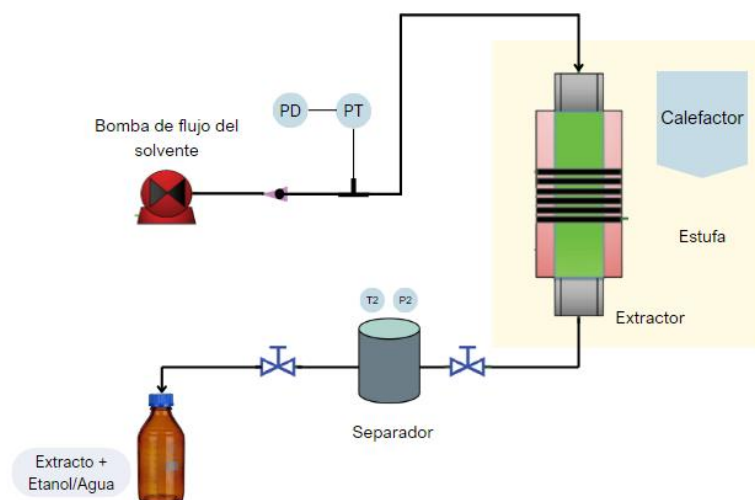 PD
PT
Bomba de flujo del
solvente
Calefactor
Estufa
Extractor
T2
P2
Separador
Extracto +
Etanol/Agua